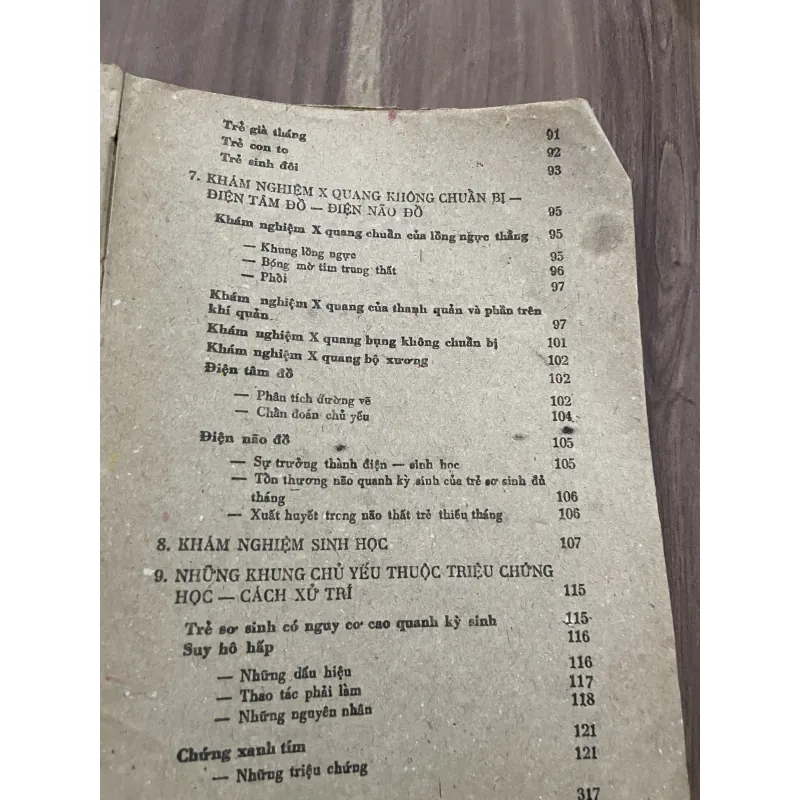 Trẻ già tháng 91
Trẻ con to 92
Trẻ sinh đôi 93
7. KHÁM NGHIỆM X QUANG KHÔNG CHUẨN BỊ —
ĐIỆN TÂM ĐỒ — ĐIỆN NÃO ĐỒ 95
Khám nghiệm X quang chuẩn của lồng ngực thẳng 95
— Khung lồng ngực 95
— Bóng mờ tim trung thất 96
— Phổi 97
Khám nghiệm X quang của thanh quản và phần trên
khí quản 97
Khám nghiệm X quang bụng không chuẩn bị 101
Khám nghiệm X quang bộ xương 102
Điện tâm đồ 102
— Phân tích đường vẽ 102
— Chẩn đoán chủ yếu 104
Điện não đồ 105
— Sự trưởng thành điện — sinh học 105
— Tổn thương não quanh kỳ sinh của trẻ sơ sinh đủ
tháng 106
— Xuất huyết trong não thất trẻ thiếu tháng 106
8. KHÁM NGHIỆM SINH HỌC 107
9. NHỮNG KHUNG CHỦ YẾU THUỘC TRIỆU CHỨNG
HỌC — CÁCH XỬ TRÍ 115
Trẻ sơ sinh có nguy cơ cao quanh kỳ sinh 115
Suy hô hấp 116
— Những dấu hiệu 116
— Thao tác phải làm 117
— Những nguyên nhân 118
Chứng xanh tím 121
— Những triệu chứng 121
317